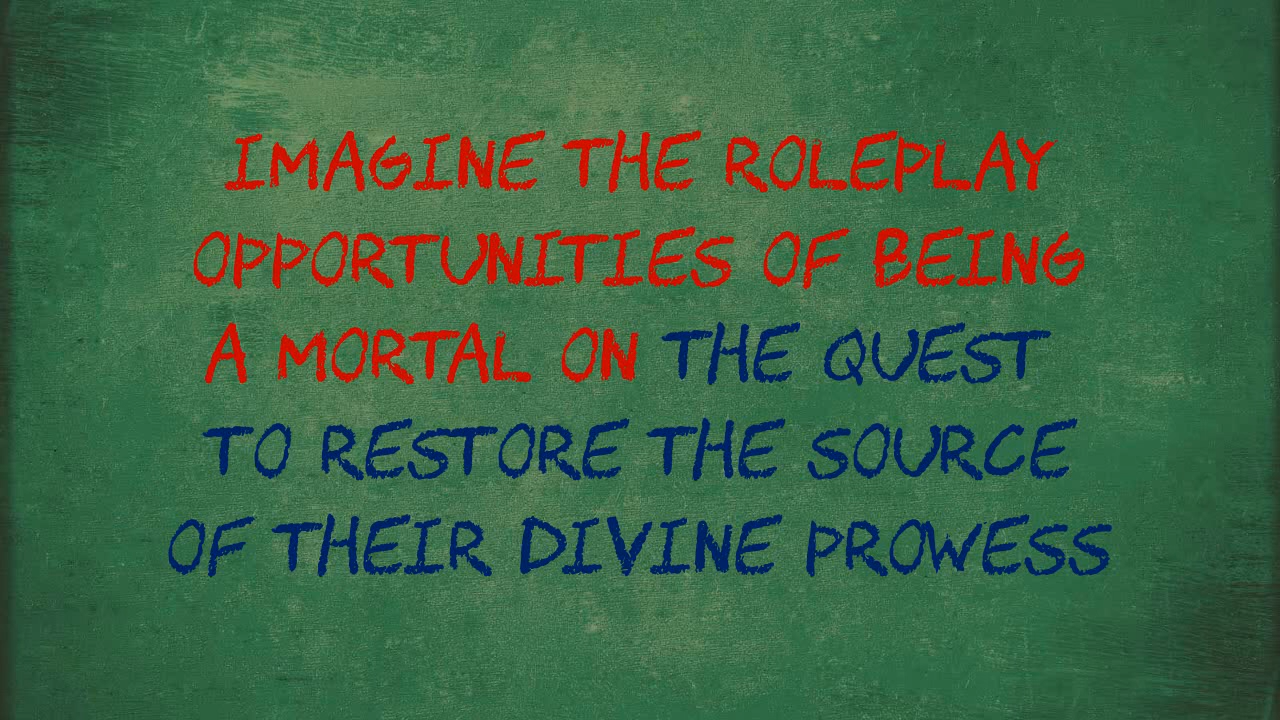 IMAGINE THE ROLEPLAY
OPPORTUNITIES OF BEING
A MORTAL ON THE QUEST
TO RESTORE THE SOURCE
OF THEIR DIVINE PROWESS